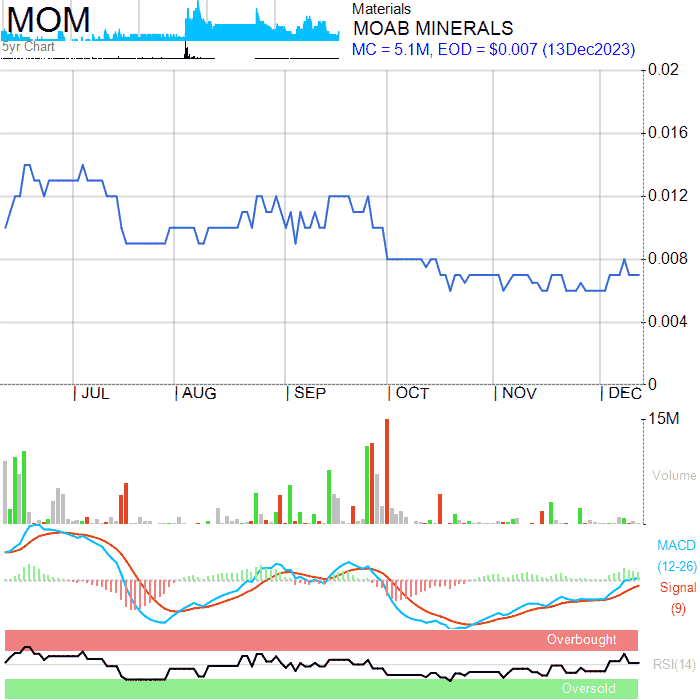 MOM
5yr Chart
Materials
MOAB MINERALS
MC = 5.1M, EOD = $0.007 (13Dec2023)
0.02
0.016
0.012
0.008
0.004
0
| JUL | AUG | SEP | OCT | NOV | DEC
15M
Volume
MACD
(12-26)
Signal
(9)
Overbought
RSI(14)
Oversold